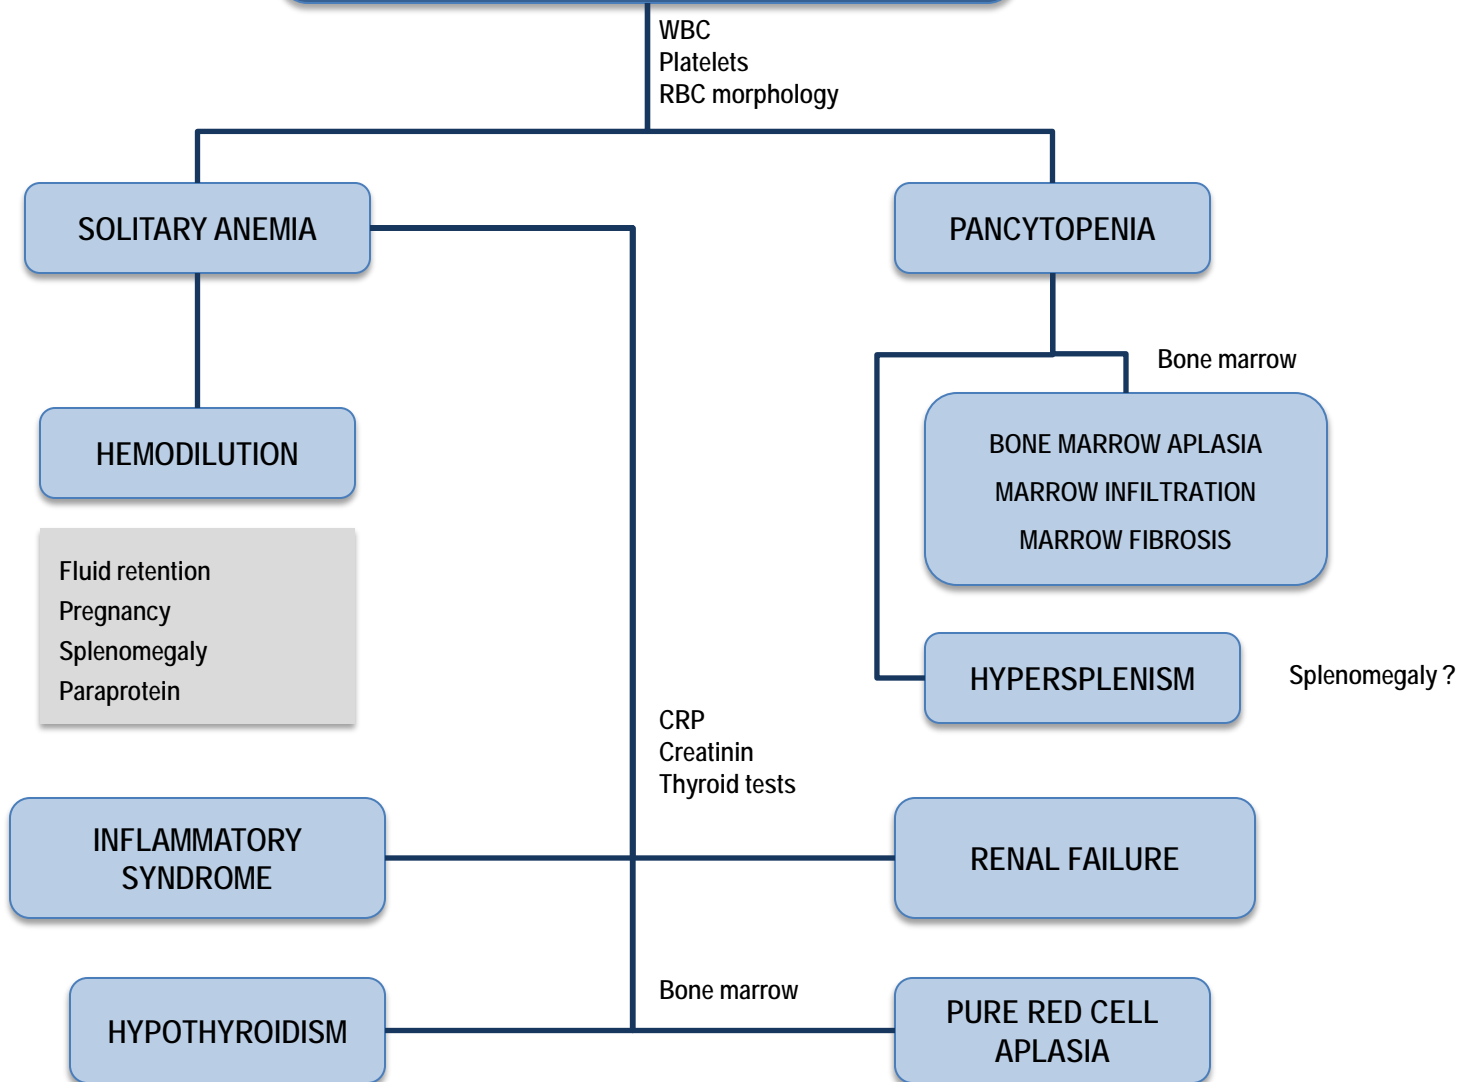 WBC
Platelets
RBC morphology
SOLITARY ANEMIA
PANCYTOPENIA
Bone marrow
HEMODILUTION
BONE MARROW APLASIA
MARROW INFILTRATION
MARROW FIBROSIS
Fluid retention
Pregnancy
Splenomegaly
Paraprotein
HYPERSPLENISM
Splenomegaly ?
CRP
Creatinin
Thyroid tests
INFLAMMATORY
SYNDROME
RENAL FAILURE
Bone marrow
HYPOTHYROIDISM
PURE RED CELL
APLASIA